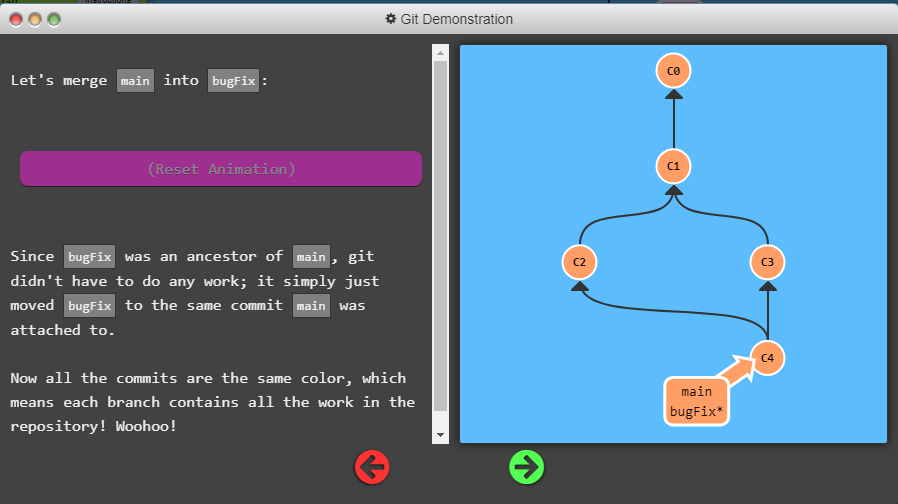 Instructions
Git Demonstration
Let's merge main into bugFix:
(Reset Animation)
Since bugFix was an ancestor of main, git
didn't have to do any work; it simply just
moved bugFix to the same commit main was
attached to.
Now all the commits are the same color, which
means each branch contains all the work in the
repository! Woohoo!
C0
C1
C2
C3
C4
main
bugFix*